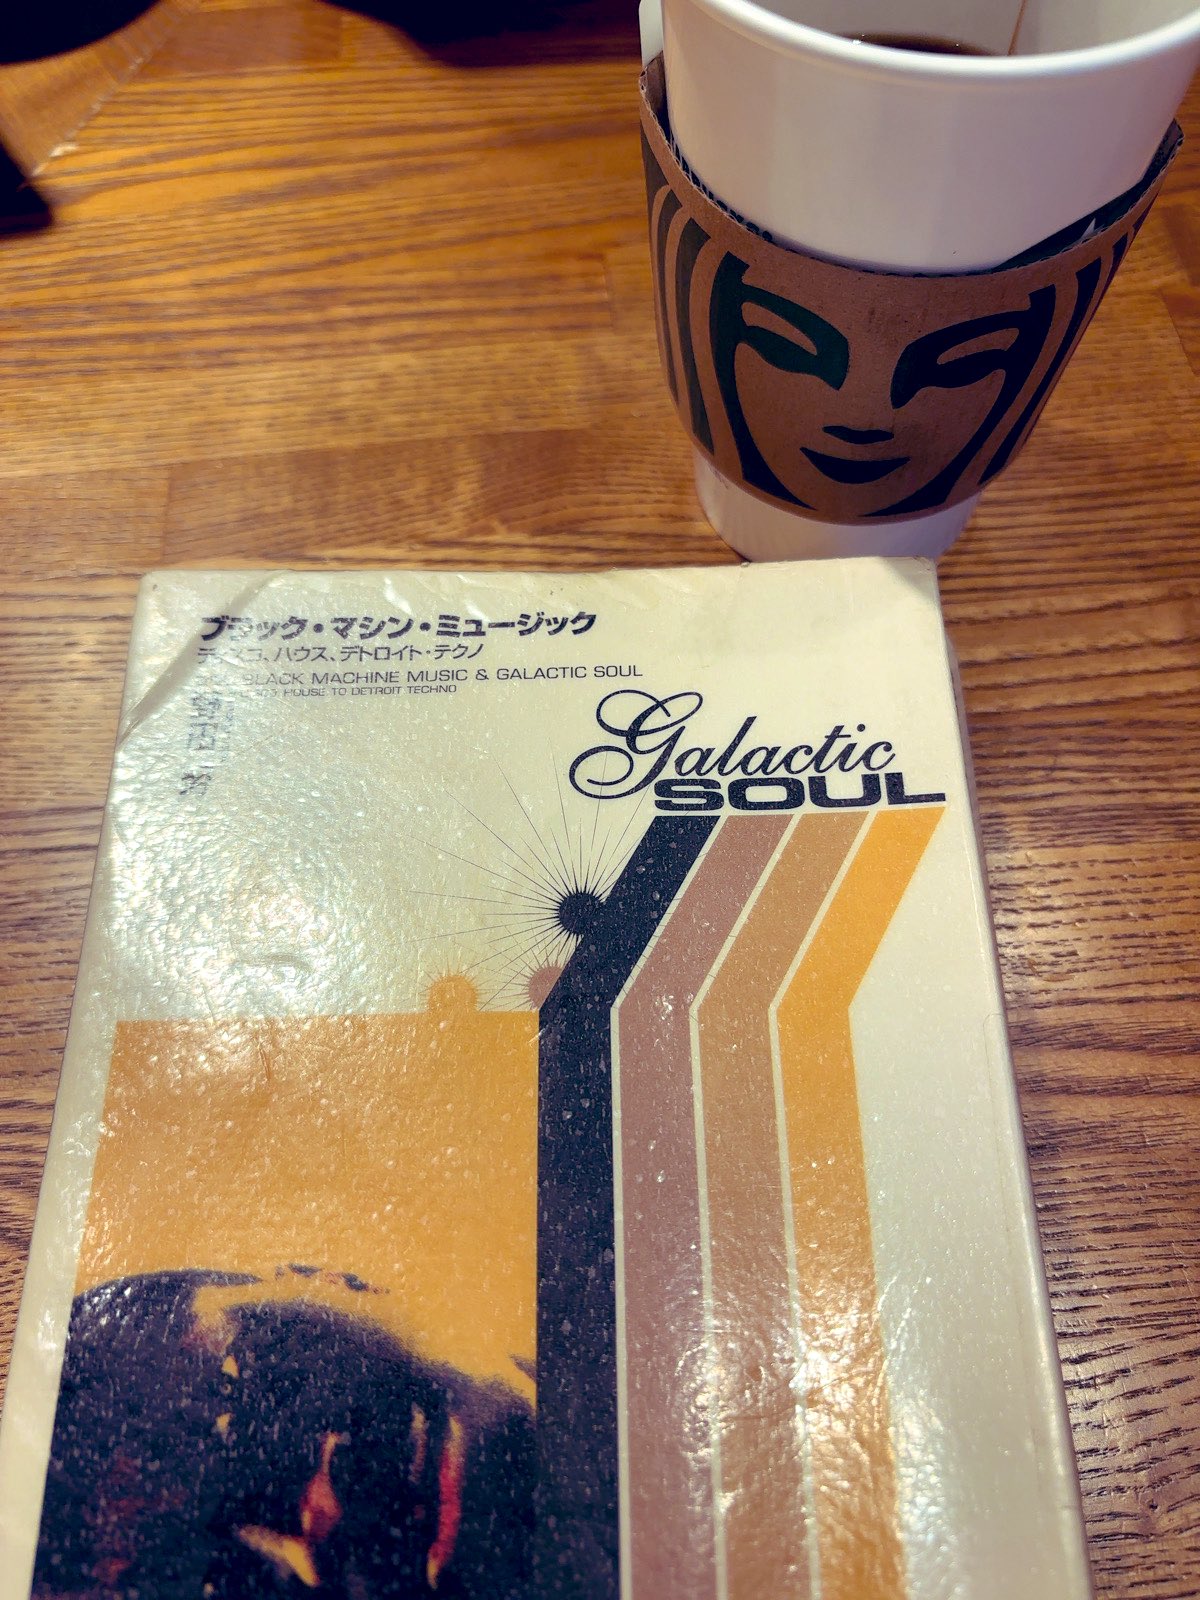 ブラック・マシン・ミュージック
ディスコ、ハウス、デトロイト・テクノ
BLACK MACHINE MUSIC & GALACTIC SOUL
HOUSE TO DETROIT TECHNO
Galactic
SOUL